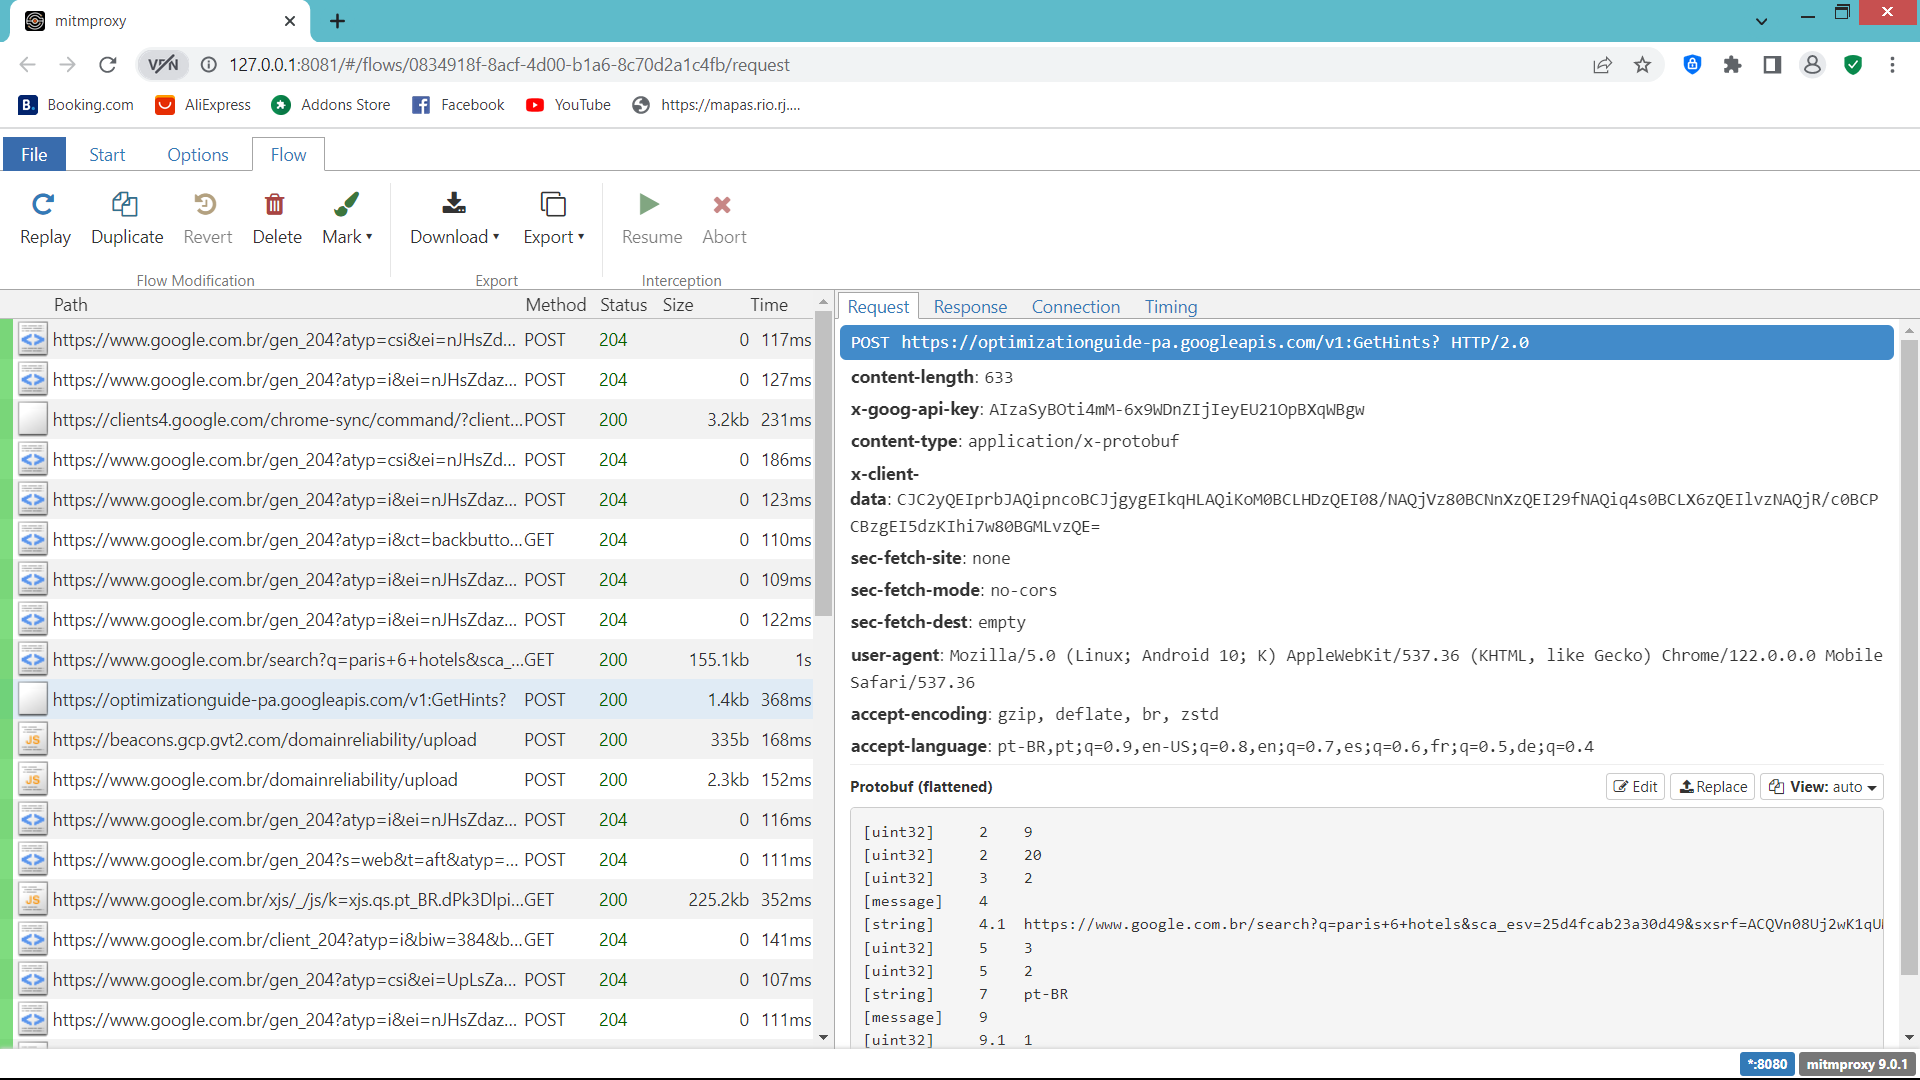 mitmproxy
VPN 127.0.0.1:8081/#/flows/0834918f-8acf-4d00-b1a6-8c70d2a1c4fb/request
B. Booking.com AliExpress Addons Store Facebook YouTube https://mapas.rio.rj....
File Start Options Flow
Replay Duplicate Revert Delete Mark Download Export Resume Abort
Flow Modification Export Interception
Path Method Status Size Time
https://www.google.com.br/gen_204?atyp=csi&ei=nJHsZd... POST 204 0 117ms
https://www.google.com.br/gen_204?atyp=i&ei=nJHsZdaz... POST 204 0 127ms
https://clients4.google.com/chrome-sync/command/?client... POST 200 3.2kb 231ms
https://www.google.com.br/gen_204?atyp=csi&ei=nJHsZd... POST 204 0 186ms
https://www.google.com.br/gen_204?atyp=i&ei=nJHsZdaz... POST 204 0 123ms
https://www.google.com.br/gen_204?atyp=i&ct=backbutto... GET 204 0 110ms
https://www.google.com.br/gen_204?atyp=i&ei=nJHsZdaz... POST 204 0 109ms
https://www.google.com.br/gen_204?atyp=i&ei=nJHsZdaz... POST 204 0 122ms
https://www.google.com.br/search?q=paris+6+hotels&sca_... GET 200 155.1kb 1s
https://optimizationguide-pa.googleapis.com/v1:GetHints? POST 200 1.4kb 368ms
JS https://beacons.gcp.gvt2.com/domainreliability/upload POST 200 335b 168ms
JS https://www.google.com.br/domainreliability/upload POST 200 2.3kb 152ms
https://www.google.com.br/gen_204?atyp=i&ei=nJHsZdaz... POST 204 0 116ms
https://www.google.com.br/gen_204?s=web&t=aft&atyp=... POST 204 0 111ms
JS https://www.google.com.br/xjs/_/js/k=xjs.qs.pt_BR.dPk3Dlpi... GET 200 225.2kb 352ms
https://www.google.com.br/client_204?atyp=i&biw=384&b... GET 204 0 141ms
https://www.google.com.br/gen_204?atyp=csi&ei=UpLsZa... POST 204 0 107ms
https://www.google.com.br/gen_204?atyp=i&ei=nJHsZdaz... POST 204 0 111ms
Request Response Connection Timing
POST https://optimizationguide-pa.googleapis.com/v1:GetHints? HTTP/2.0
content-length: 633
x-goog-api-key: AIzaSyBOti4mM-6x9WDnZIjIeyEU21OpBXqWBgw
content-type: application/x-protobuf
x-client-
data: CJC2yQEIprbJAQipncoBCJjgygEIkqHLAQiKoM0BCLHDzQEI08/NAQjVz80BCNnXzQEI29fNAQiq4s0BCLX6zQEIlvzNAQjR/c0BCP
CBzgEI5dzKIhi7w80BGMLvzQE=
sec-fetch-site: none
sec-fetch-mode: no-cors
sec-fetch-dest: empty
user-agent: Mozilla/5.0 (Linux; Android 10; K) AppleWebKit/537.36 (KHTML, like Gecko) Chrome/122.0.0.0 Mobile
Safari/537.36
accept-encoding: gzip, deflate, br, zstd
accept-language: pt-BR,pt;q=0.9,en-US;q=0.8,en;q=0.7,es;q=0.6,fr;q=0.5,de;q=0.4
Protobuf (flattened) Edit Replace View: auto
[uint32] 2 9
[uint32] 2 20
[uint32] 3 2
[message] 4
[string] 4.1 https://www.google.com.br/search?q=paris+6+hotels&sca_esv=25d4fcab23a30d49&sxsrf=ACQVn08Uj2wK1qU
[uint32] 5 3
[uint32] 5 2
[string] 7 pt-BR
[message] 9
[uint32] 9.1 1
*:8080 mitmproxy 9.0.1